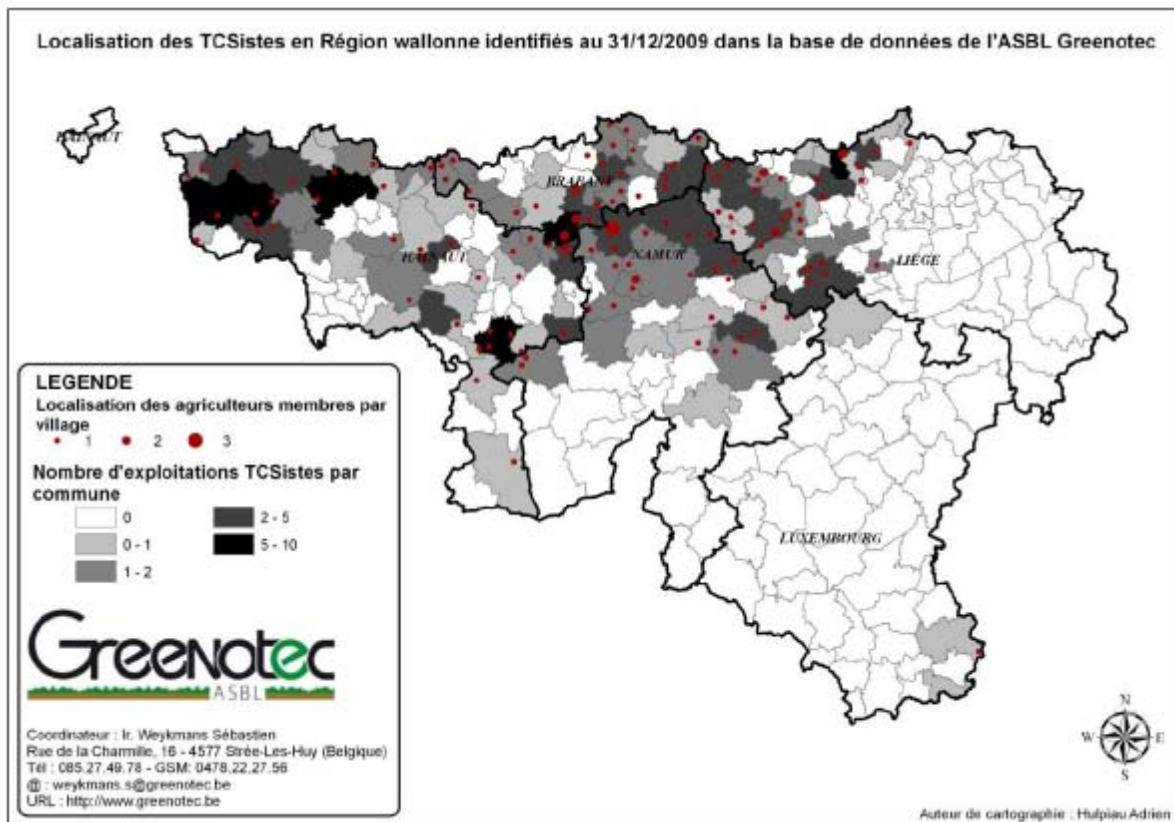 Localisation des TCSistes en Région wallonne identifiés au 31/12/2009 dans la base de données de l'ASBL Greenotec
HAINAUT
BRABANT
HAINAUT
NAMUR
LIÈGE
LUXEMBOURG
LEGENDE
Localisation des agriculteurs membres par
village
1 2 3
Nombre d'exploitations TCSistes par
commune
0 2 - 5
0 - 1 5 - 10
1 - 2
Greenotec
ASBL
Coordinateur : Ir. Weykmans Sébastien
Rue de la Charmille, 16 - 4577 Strée-Les-Huy (Belgique)
Tél : 085.27.49.78 - GSM: 0478.22.27.56
@ : weykmans.s@greenotec.be
URL : http://www.greenotec.be
N
W E
S
Auteur de cartographie : Hulpiau Adrien